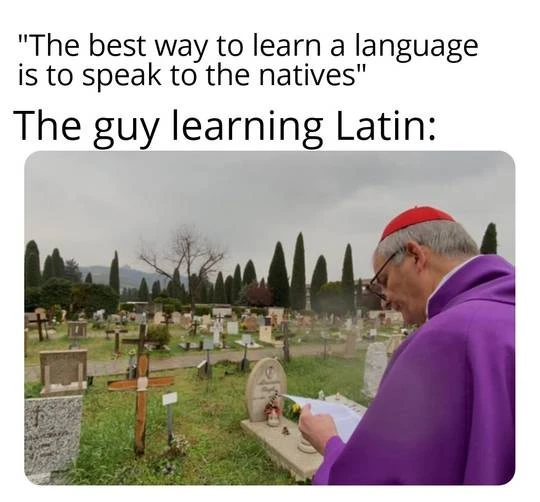 "The best way to learn a language
is to speak to the natives"
The guy learning Latin: